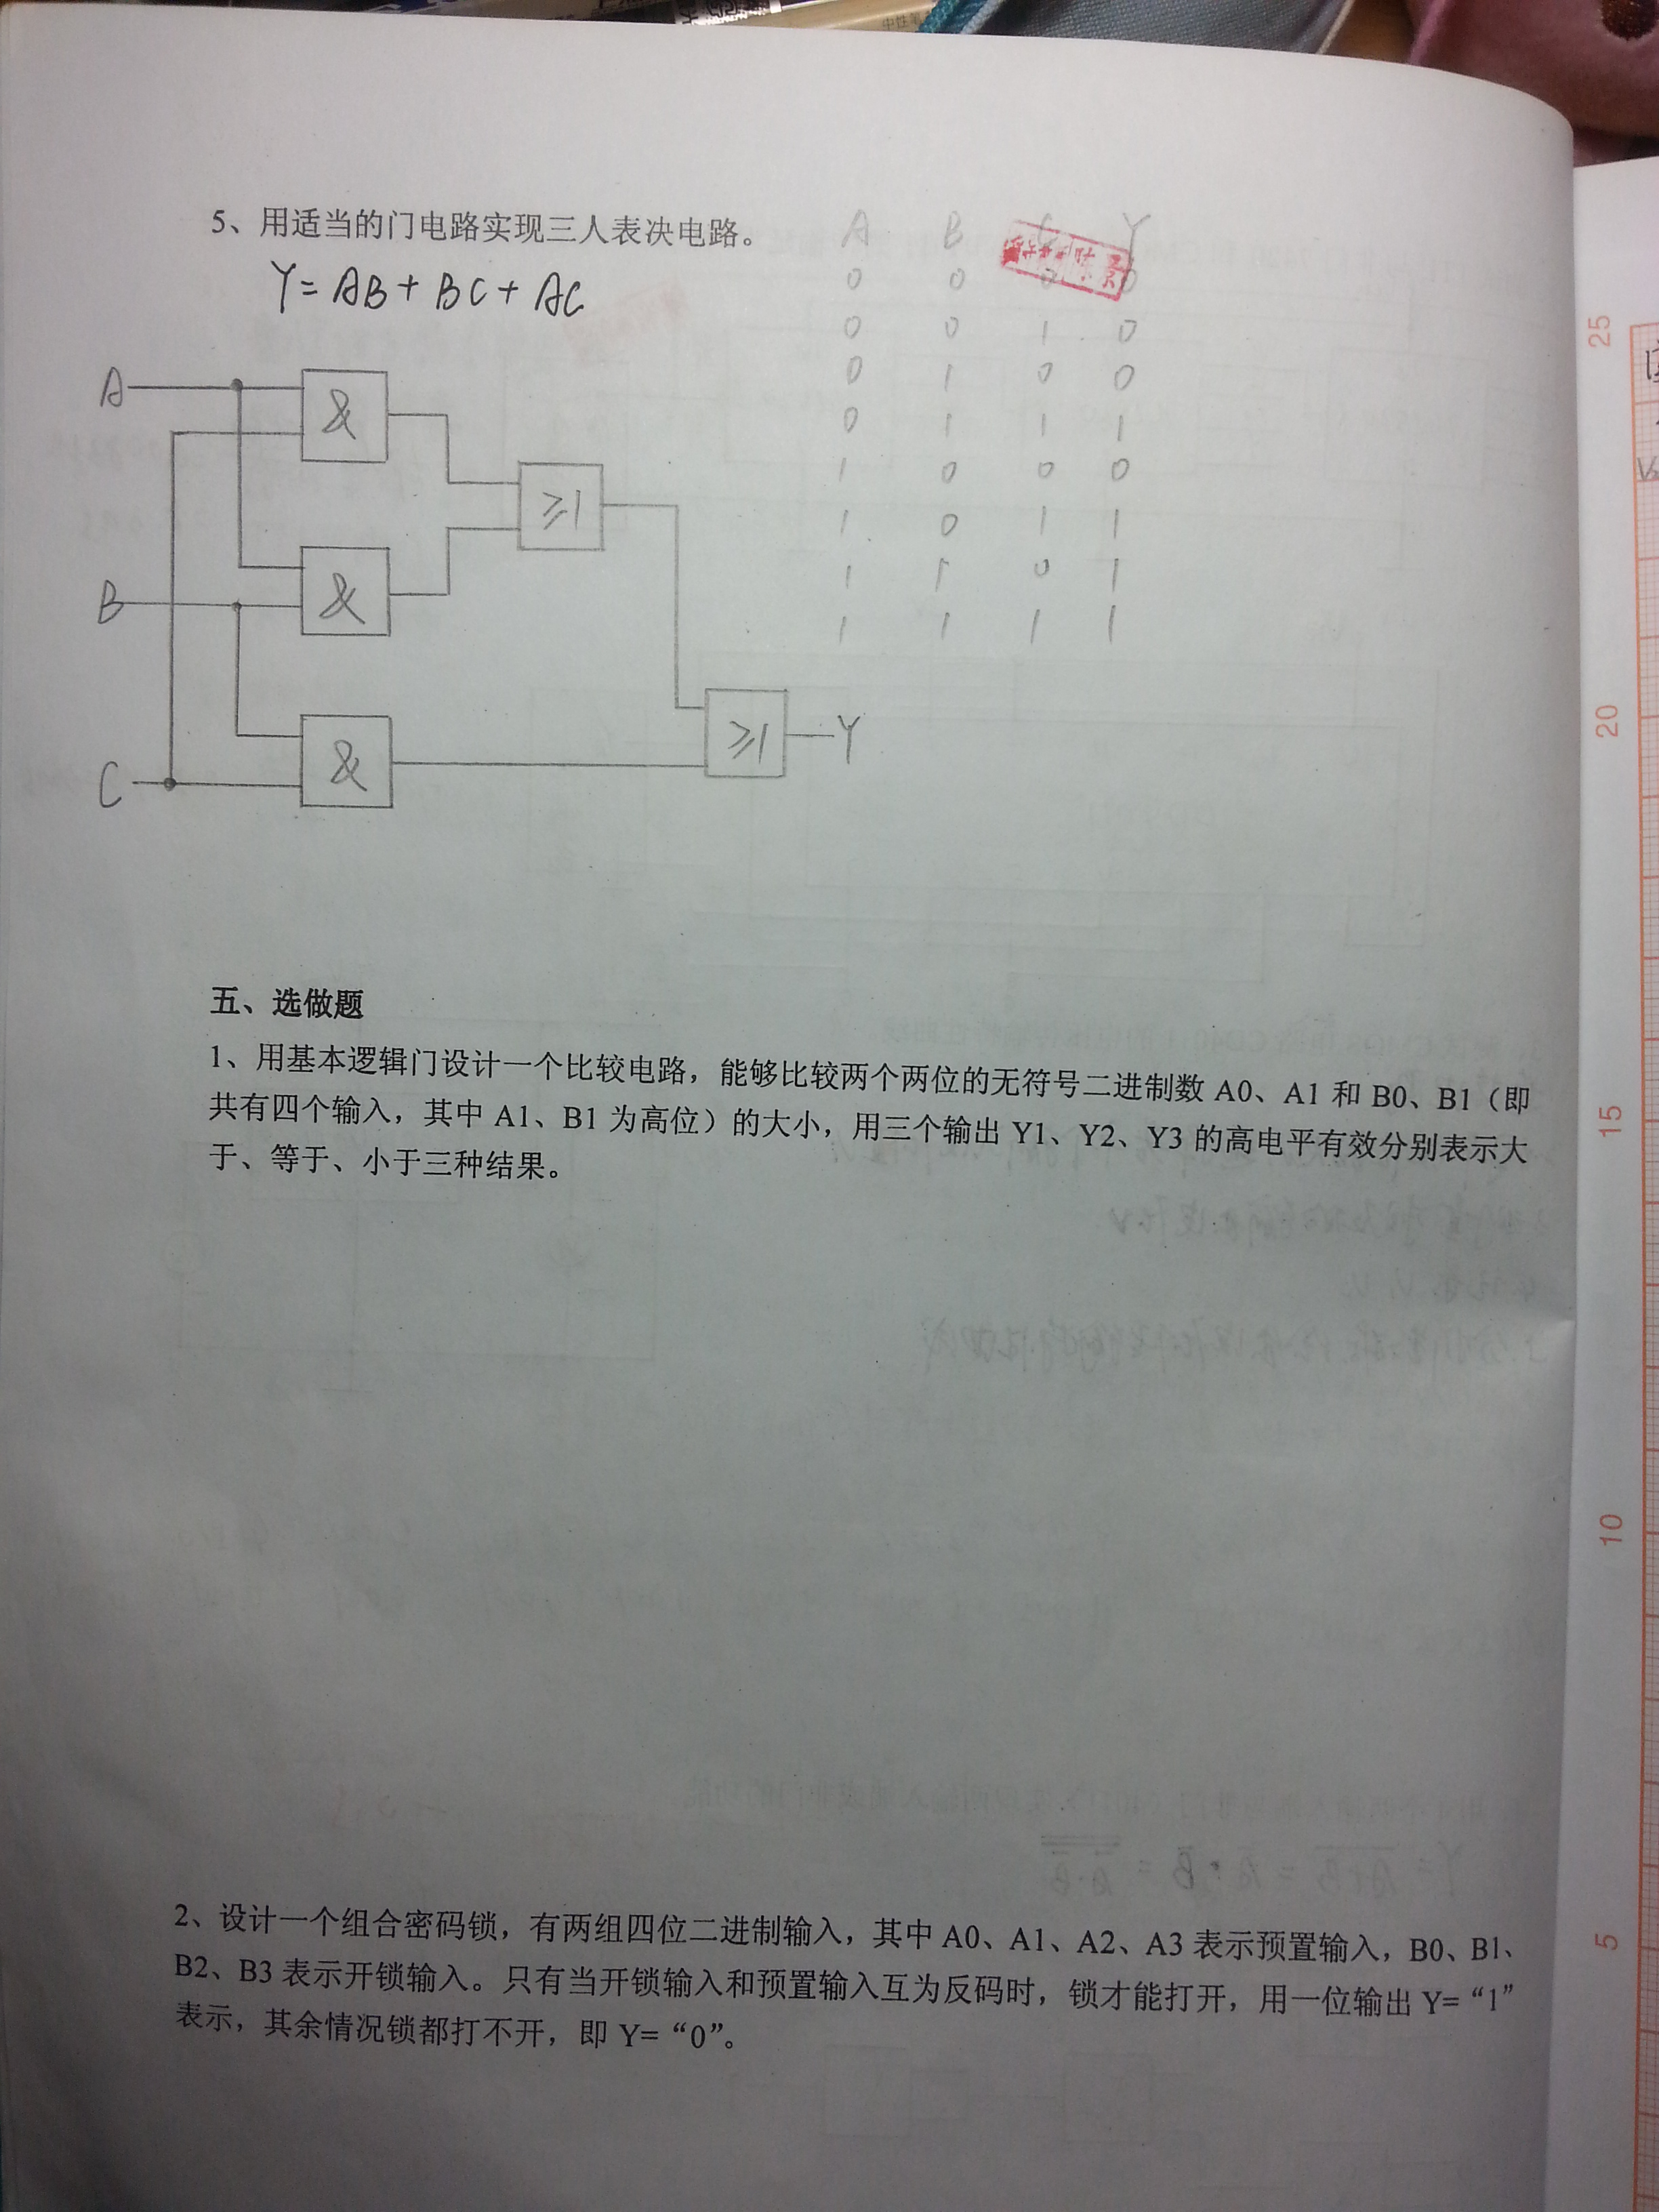 中性笔
5、用适当的门电路实现三人表决电路。
Y=AB+BC+AC
A B C Y
0 0 0 0
0 0 1 0
0 1 0 0
0 1 1 1
1 0 0 0
1 0 1 1
1 1 0 1
1 1 1 1
A
&
≥1
B
&
≥1
Y
C
&
五、选做题
1、用基本逻辑门设计一个比较电路，能够比较两个两位的无符号二进制数 A0、A1 和 B0、B1（即
共有四个输入，其中 A1、B1 为高位）的大小，用三个输出 Y1、Y2、Y3 的高电平有效分别表示大
于、等于、小于三种结果。
2、设计一个组合密码锁，有两组四位二进制输入，其中 A0、A1、A2、A3 表示预置输入，B0、B1、
B2、B3 表示开锁输入。只有当开锁输入和预置输入互为反码时，锁才能打开，用一位输出 Y= “1”
表示，其余情况锁都打不开，即 Y= “0”。
25
20
15
10
5